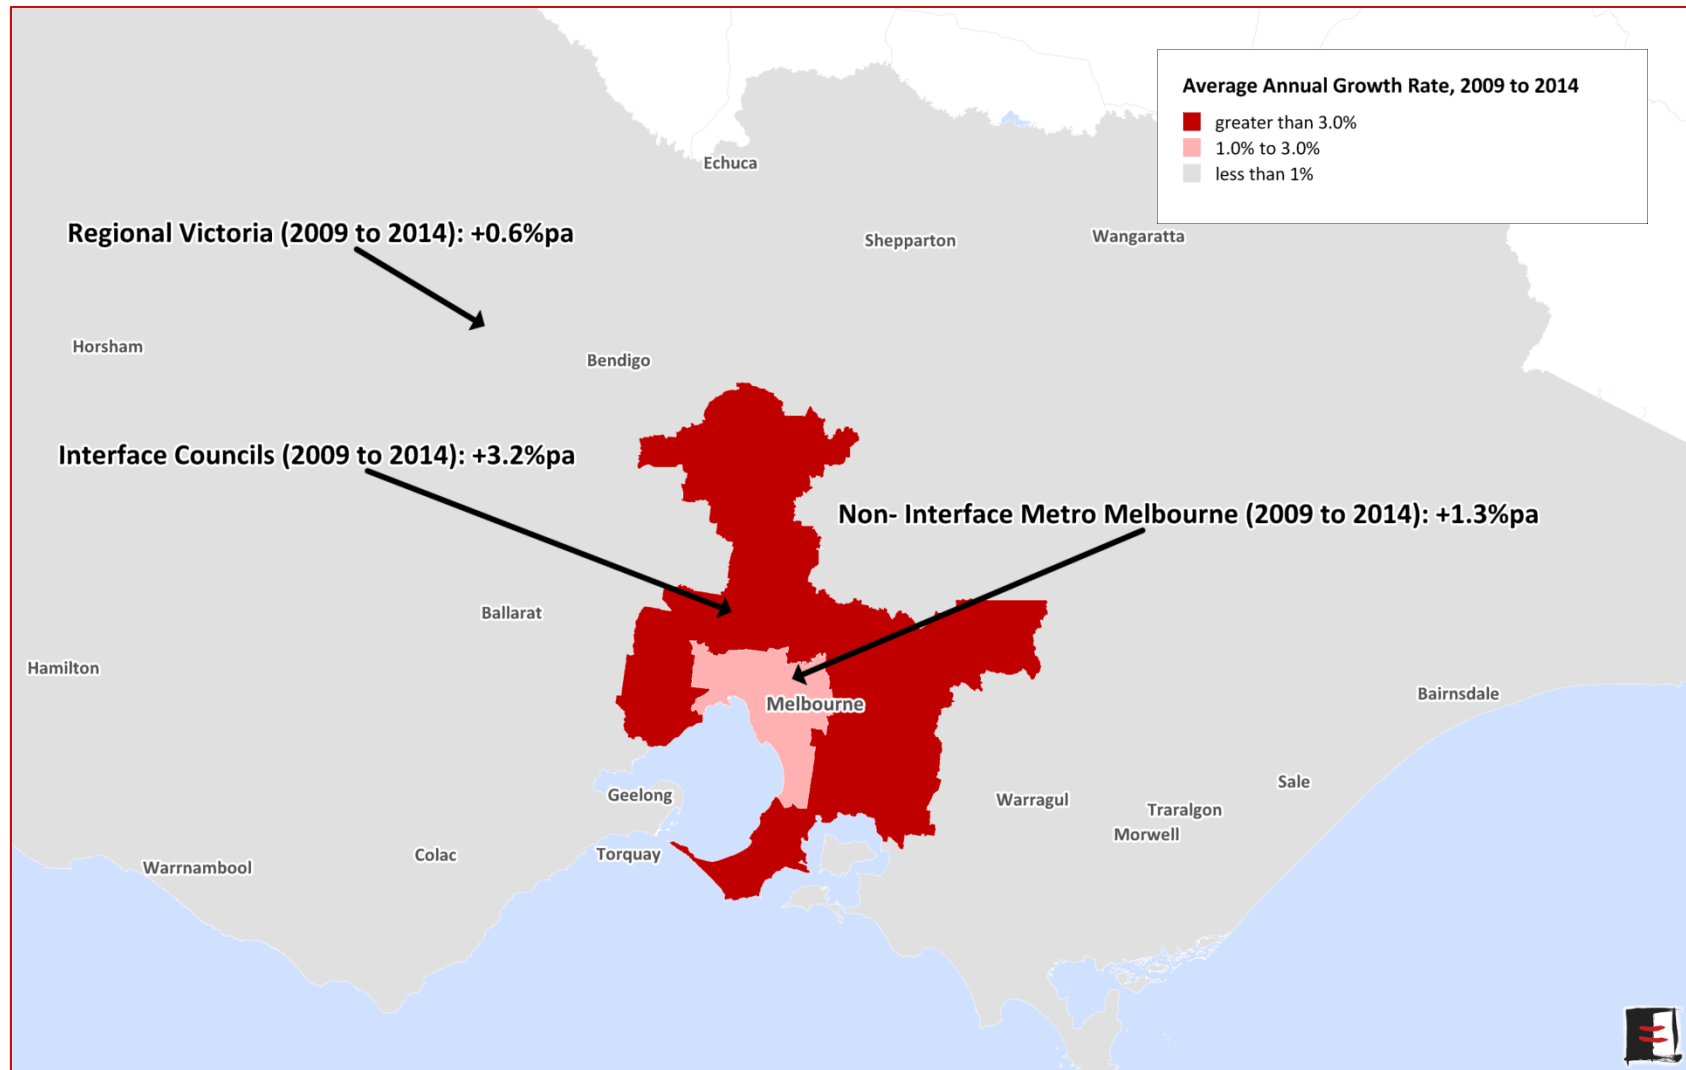 Average Annual Growth Rate, 2009 to 2014
greater than 3.0%
1.0% to 3.0%
less than 1%
Echuca
Regional Victoria (2009 to 2014): +0.6%pa
Shepparton
Wangaratta
Horsham
Bendigo
Interface Councils (2009 to 2014): +3.2%pa
Non- Interface Metro Melbourne (2009 to 2014): +1.3%pa
Ballarat
Hamilton
Melbourne
Bairnsdale
Geelong
Warragul
Sale
Traralgon
Morwell
Warrnambool
Colac
Torquay